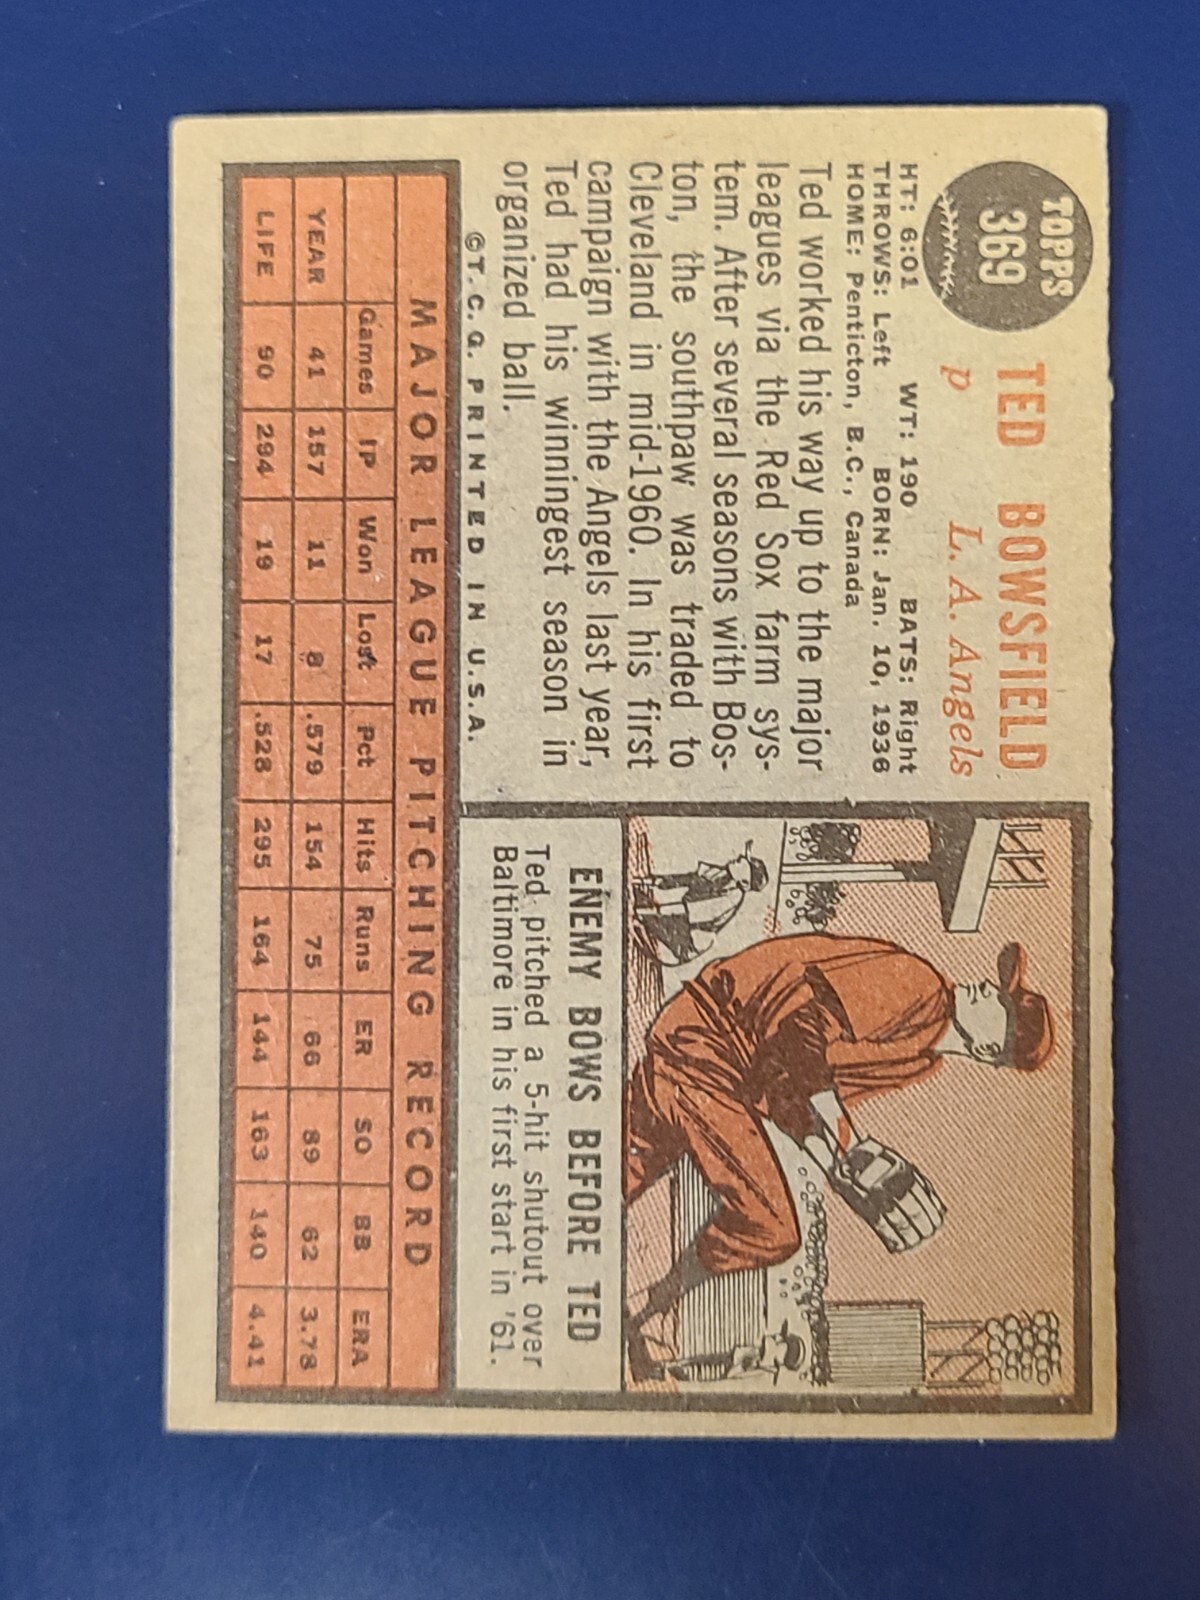 TOPPS
369
TED BOWSFIELD
p L. A. Angels
HT: 6:01 WT: 190 BATS: Right
THROWS: Left BORN: Jan. 10, 1936
HOME: Penticton, B.C., Canada
Ted worked his way up to the major
leagues via the Red Sox farm sys-
tem. After several seasons with Bos-
ton, the southpaw was traded to
Cleveland in mid-1960. In his first
campaign with the Angels last year,
Ted had his winningest season in
organized ball.
©T. C. G. PRINTED IN U.S.A.
ENEMY BOWS BEFORE TED
Ted pitched a 5-hit shutout over
Baltimore in his first start in '61.
MAJOR LEAGUE PITCHING RECORD
Games IP Won Lost Pct Hits Runs ER SO BB ERA
YEAR 41 157 11 8 .579 154 75 66 89 62 3.78
LIFE 90 294 19 17 .528 295 164 144 163 140 4.41